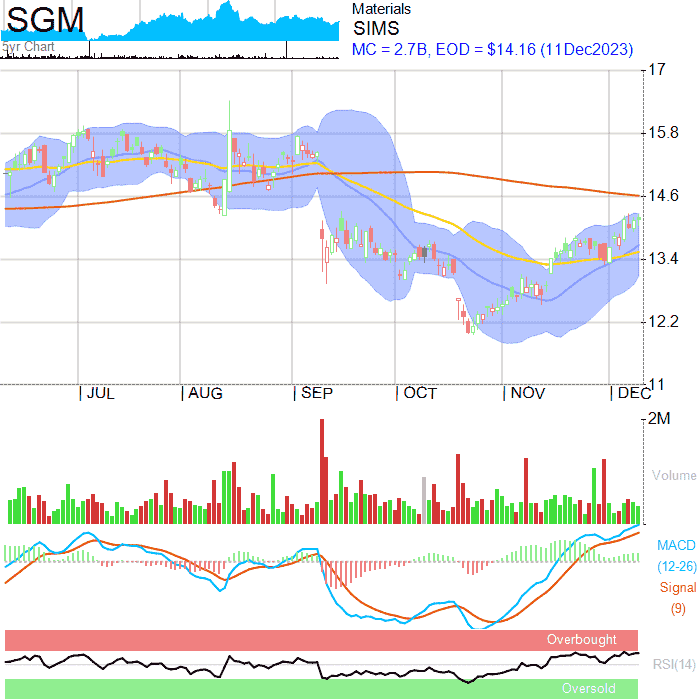 SGM
5yr Chart
Materials
SIMS
MC = 2.7B, EOD = $14.16 (11Dec2023)
17
15.8
14.6
13.4
12.2
11
JUL AUG SEP OCT NOV DEC
2M
Volume
MACD
(12-26)
Signal
(9)
Overbought
RSI(14)
Oversold